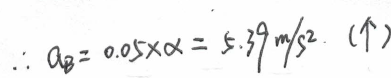 ∴ a_B = 0.05×α = 5.39 m/s². (↑)